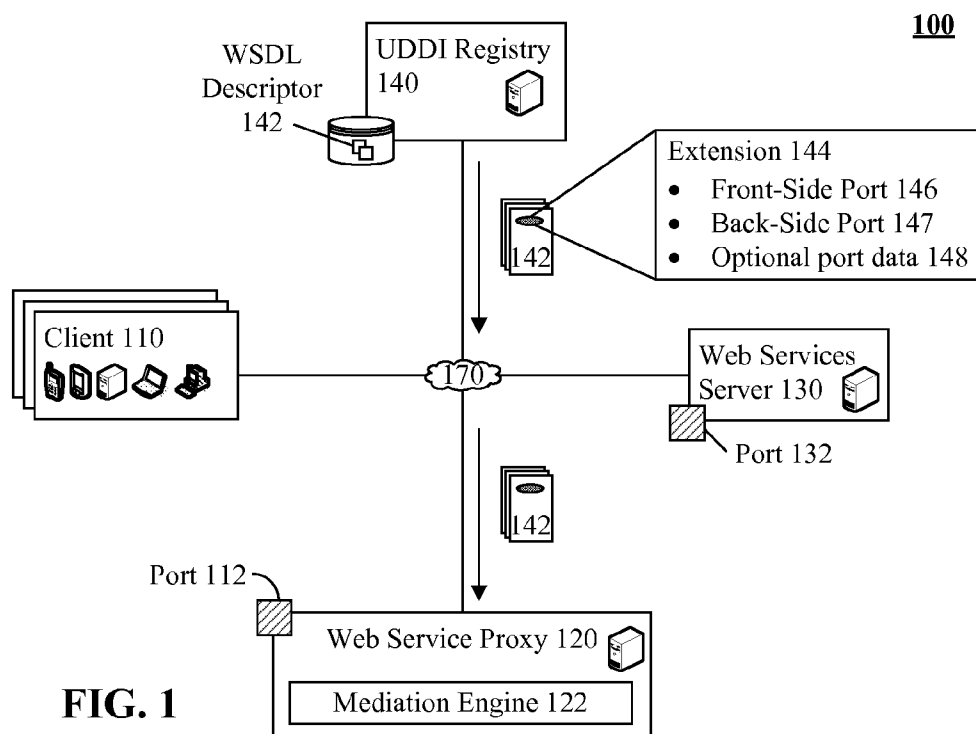 100
WSDL
Descriptor
142
UDDI Registry
140
Extension 144
• Front-Side Port 146
• Back-Side Port 147
• Optional port data 148
142
Client 110
170
Web Services
Server 130
Port 132
142
Port 112
Web Service Proxy 120
Mediation Engine 122
FIG. 1